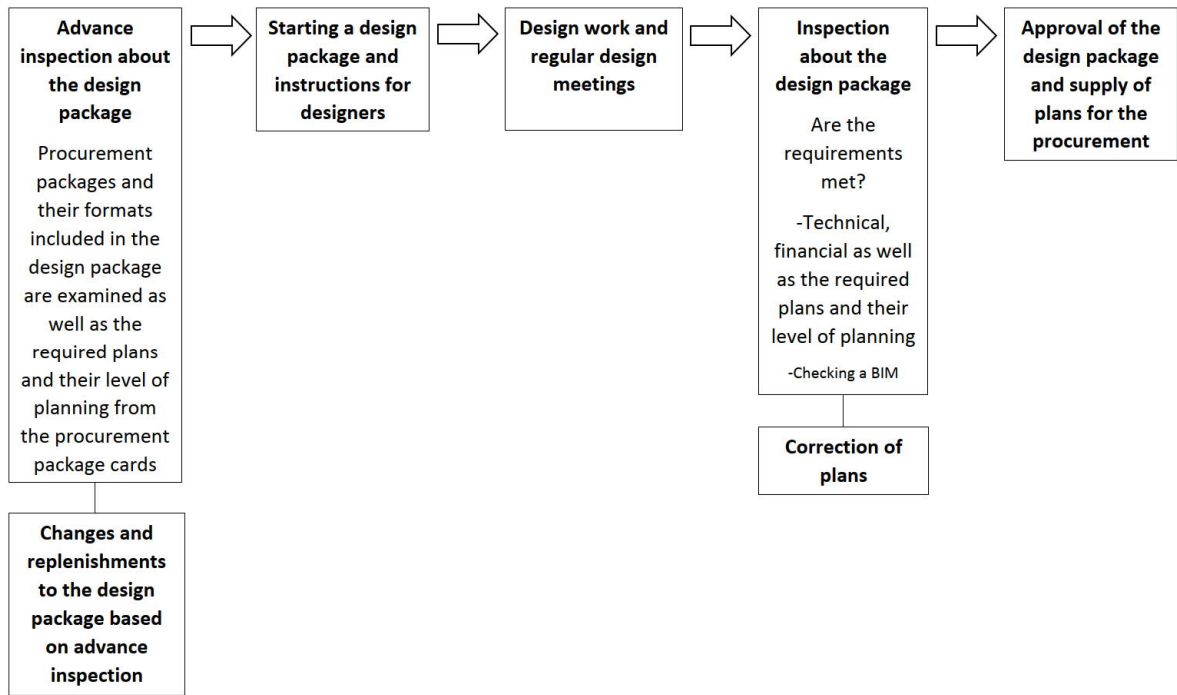 Advance
inspection about
the design
package
Procurement
packages and
their formats
included in the
design package
are examined as
well as the
required plans
and their level of
planning from
the procurement
package cards
Changes and
replenishments
to the design
package based
on advance
inspection
Starting a design
package and
instructions for
designers
Design work and
regular design
meetings
Inspection
about the
design package
Are the
requirements
met?
-Technical,
financial as well
as the required
plans and their
level of planning
-Checking a BIM
Correction of
plans
Approval of the
design package
and supply of
plans for the
procurement